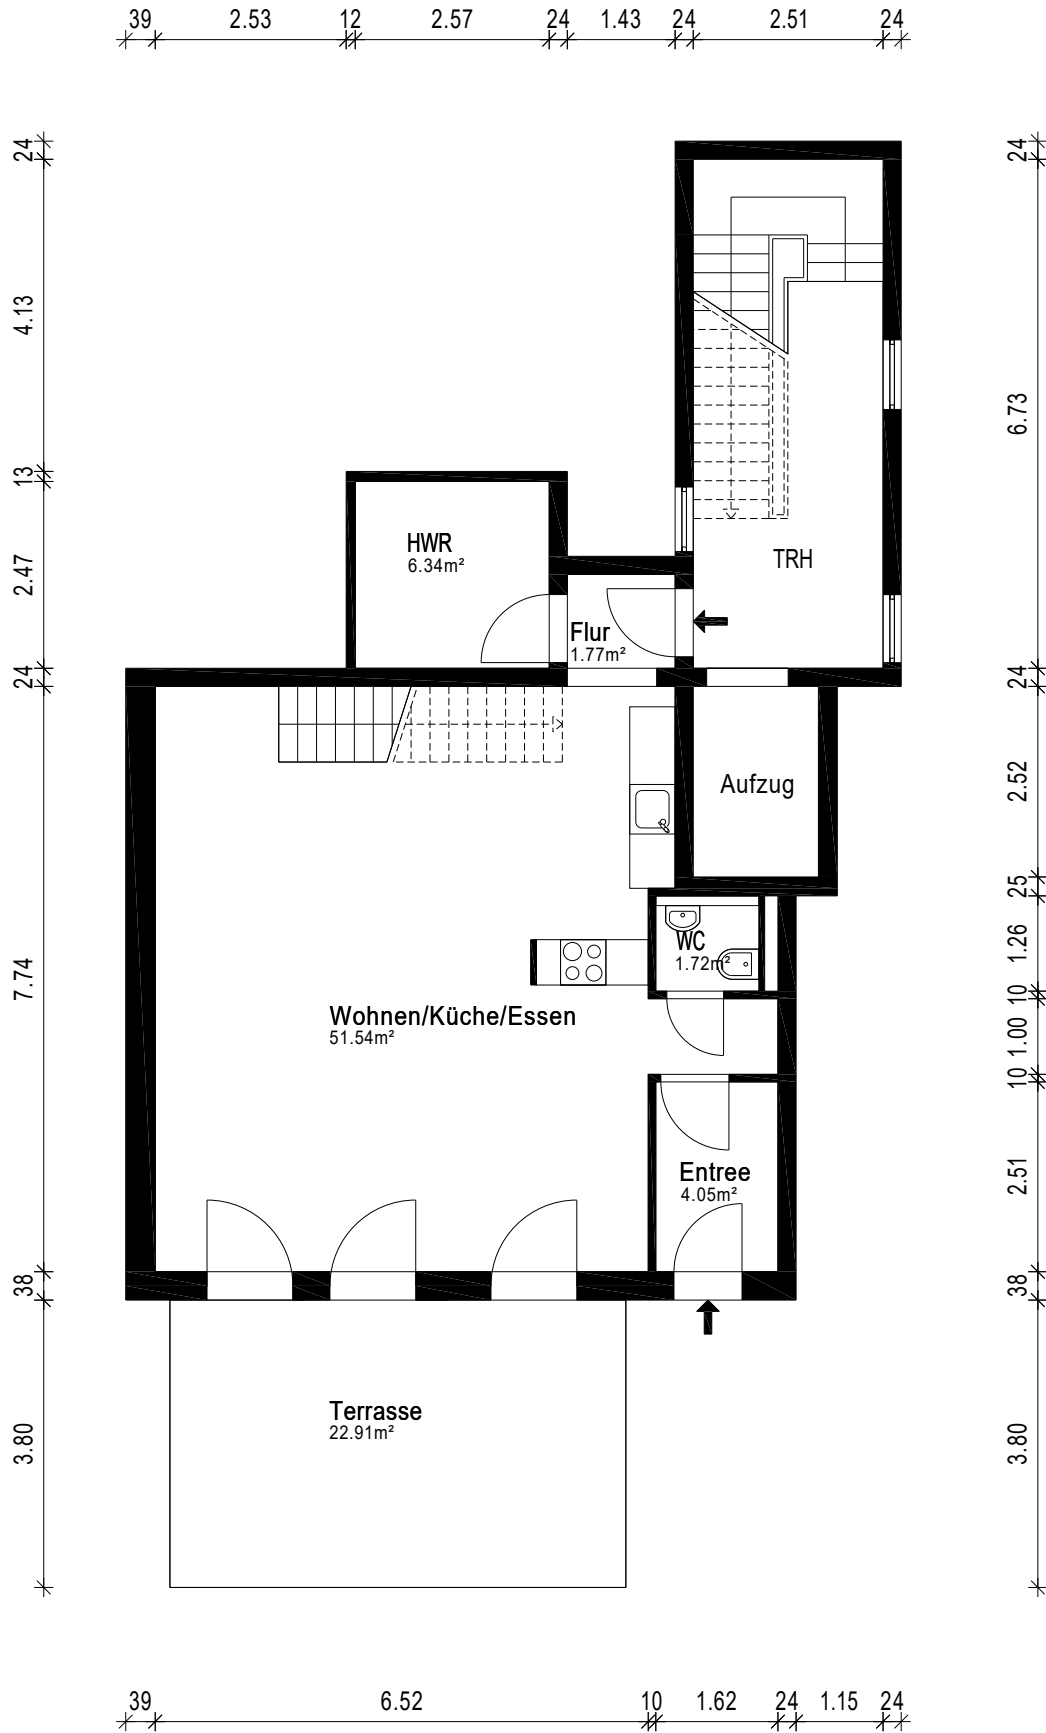 39 2.53 12 2.57 24 1.43 24 2.51 24
24
24
4.13
6.73
13
HWR
6.34m²
2.47
TRH
Flur
1.77m²
24
24
Aufzug
2.52
25
WC
1.72m²
1.26
7.74
10
Wohnen/Küche/Essen
51.54m²
1.00
10
Entree
4.05m²
2.51
38
38
Terrasse
22.91m²
3.80
3.80
39 6.52 10 1.62 24 1.15 24